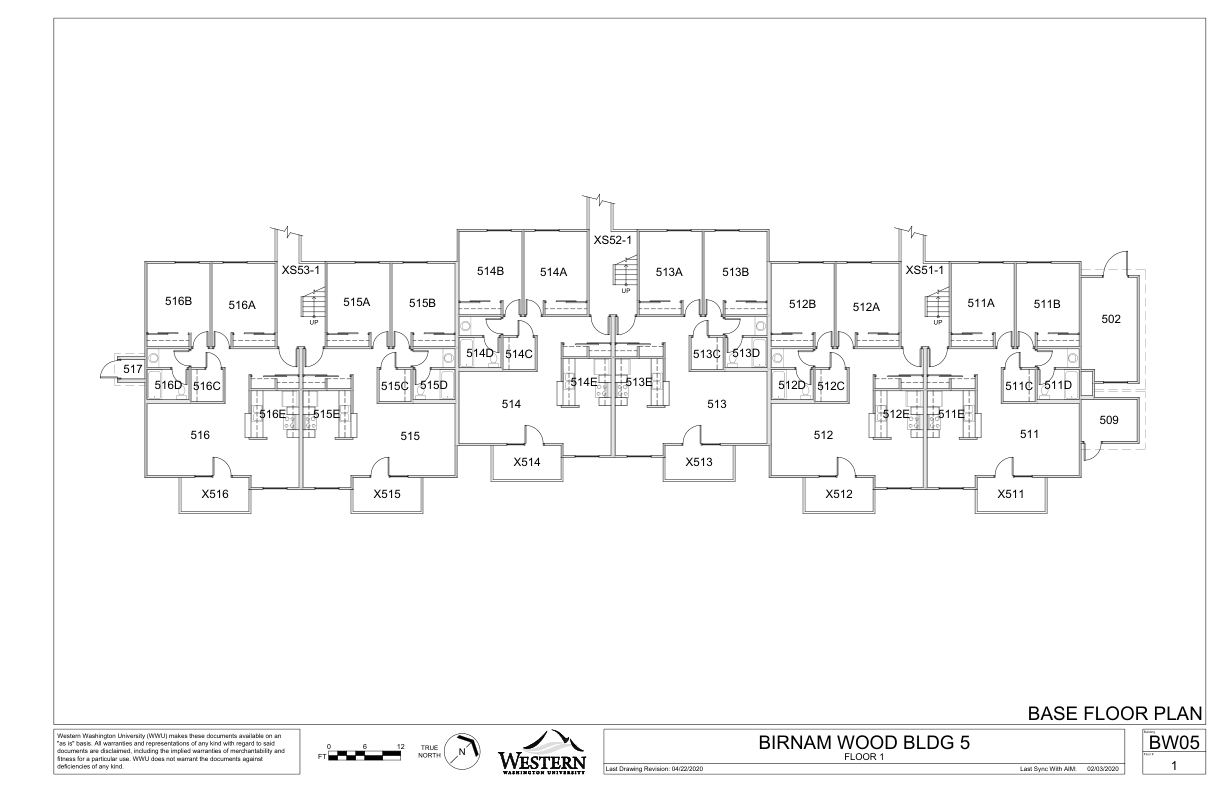 XS52-1
XS53-1
XS51-1
514B
514A
513A
513B
516B
516A
515A
515B
512B
512A
511A
511B
502
UP
UP
UP
517
514D
514C
513C
513D
516D
516C
515C
515D
512D
512C
511C
511D
514E
513E
514
513
516E
515E
512E
511E
509
516
515
512
511
X514
X513
X516
X515
X512
X511
BASE FLOOR PLAN
Western Washington University (WWU) makes these documents available on an
"as is" basis. All warranties and representations of any kind with regard to said
documents are disclaimed, including the implied warranties of merchantability and
fitness for a particular use. WWU does not warrant the documents against
deficiencies of any kind.
0 6 12
FT
TRUE
NORTH
N
WESTERN
WASHINGTON UNIVERSITY
BIRNAM WOOD BLDG 5
FLOOR 1
Last Drawing Revision: 04/22/2020
Last Sync With AIM: 02/03/2020
BW05
1